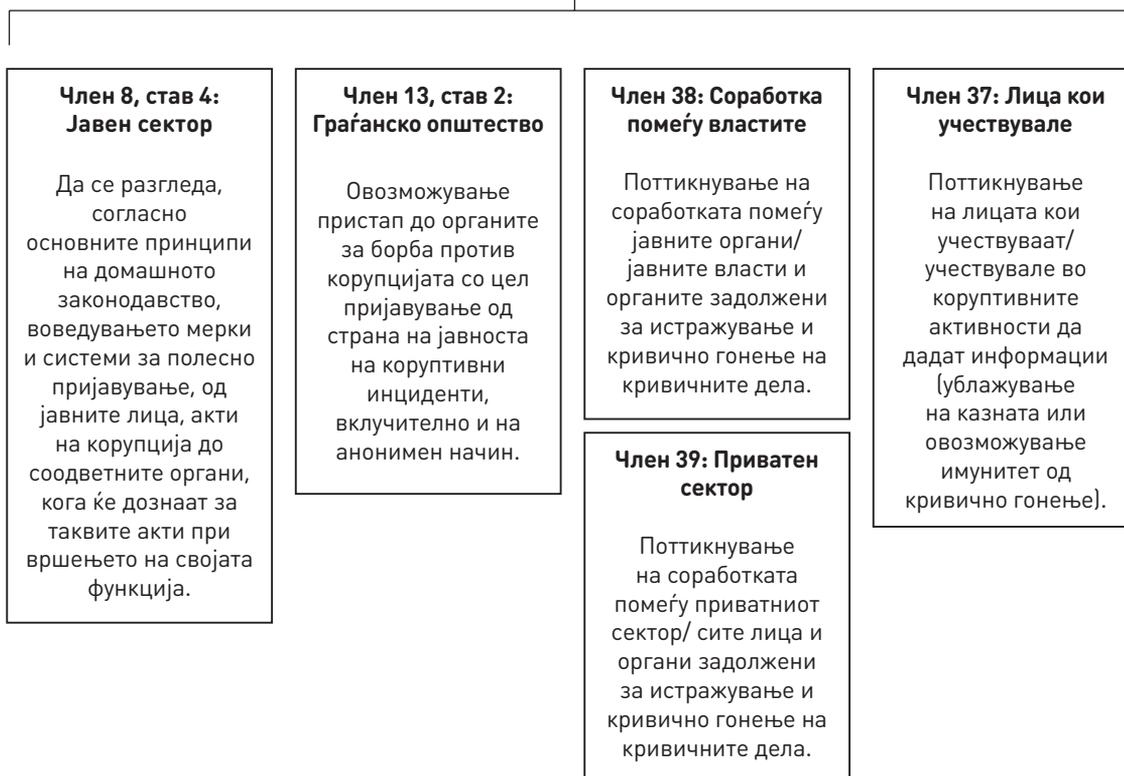 Член 8, став 4:
Јавен сектор
Да се разгледа,
согласно
основните принципи
на домашното
законодавство,
воведувањето мерки
и системи за полесно
пријавување, од
јавните лица, акти
на корупција до
соодветните органи,
кога ќе дознаат за
таквите акти при
вршењето на својата
функција.
Член 13, став 2:
Граѓанско општество
Овозможување
пристап до органите
за борба против
корупцијата со цел
пријавување од
страна на јавноста
на коруптивни
инциденти,
вклучително и на
анонимен начин.
Член 38: Соработка
помеѓу властите
Поттикнување на
соработката помеѓу
јавните органи/
јавните власти и
органите задолжени
за истражување и
кривично гонење на
кривичните дела.
Член 39: Приватен
сектор
Поттикнување
на соработката
помеѓу приватниот
сектор/ сите лица и
органи задолжени
за истражување и
кривично гонење на
кривичните дела.
Член 37: Лица кои
учествувале
Поттикнување
на лицата кои
учествуваат/
учествувале во
коруптивните
активности да
дадат информации
(ублажување
на казната или
овозможување
имунитет од
кривично гонење).